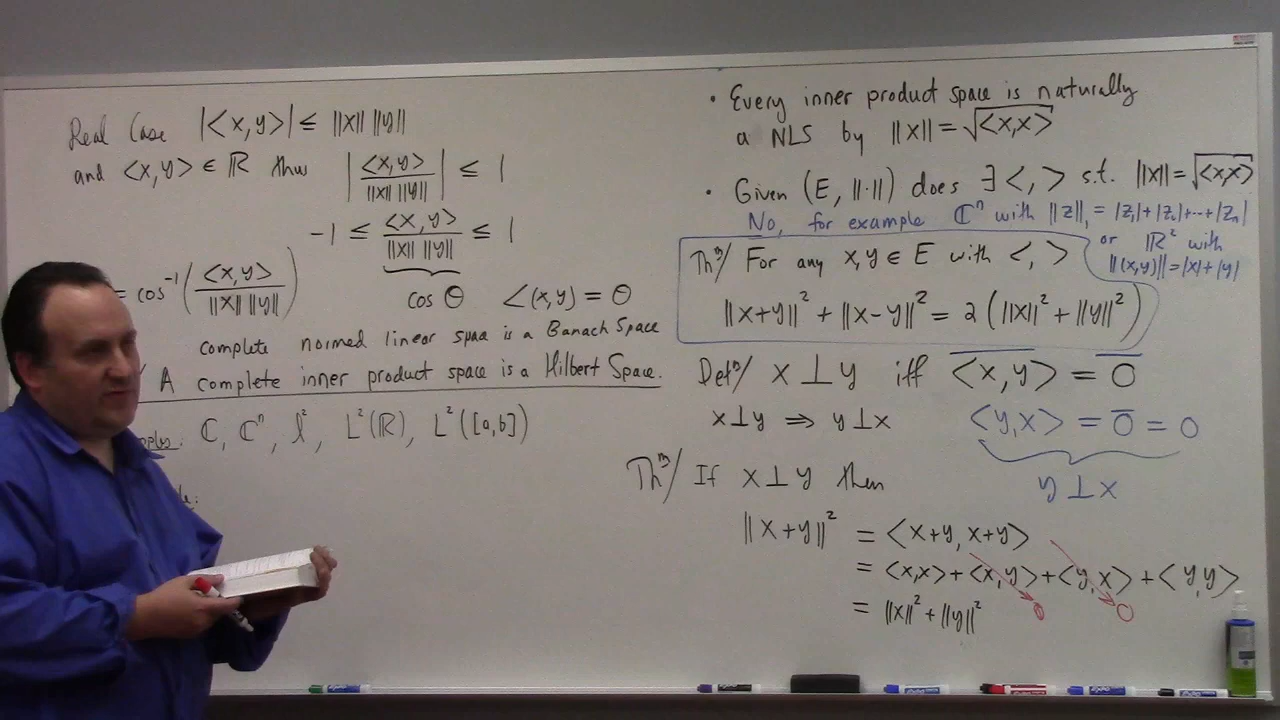 Real Case |<x,y>| ≤ ||x|| ||y||
and <x,y> ∈ ℝ thus | <x,y> / ||x|| ||y|| | ≤ 1
-1 ≤ <x,y> / ||x|| ||y|| ≤ 1
= cos⁻¹( <x,y> / ||x|| ||y|| )
cos θ ∠(x,y) = θ
complete normed linear space is a Banach Space
A complete inner product space is a Hilbert Space.
ℂ, ℂⁿ, ℓ², L²(ℝ), L²([a,b])
• Every inner product space is naturally
a NLS by ||x|| = √<x,x>
• Given (E, ||·||) does ∃ <,> s.t. ||x|| = √<x,x>
No, for example ℂⁿ with ||z||₁ = |z₁|+|z₂|+⋯+|zₙ|
or ℝ² with
||(x,y)|| = |x|+|y|
Thᵐ/ For any x,y ∈ E with <,>
||x+y||² + ||x-y||² = 2(||x||² + ||y||²)
Defⁿ/ x ⊥ y iff <x,y>̅ = 0̅
x⊥y ⟹ y⊥x
<y,x> = 0̅ = 0
y ⊥ x
Thᵐ/ If x ⊥ y then
||x+y||² = <x+y, x+y>
= <x,x> + <x,y> + <y,x> + <y,y>
0 0
= ||x||² + ||y||²